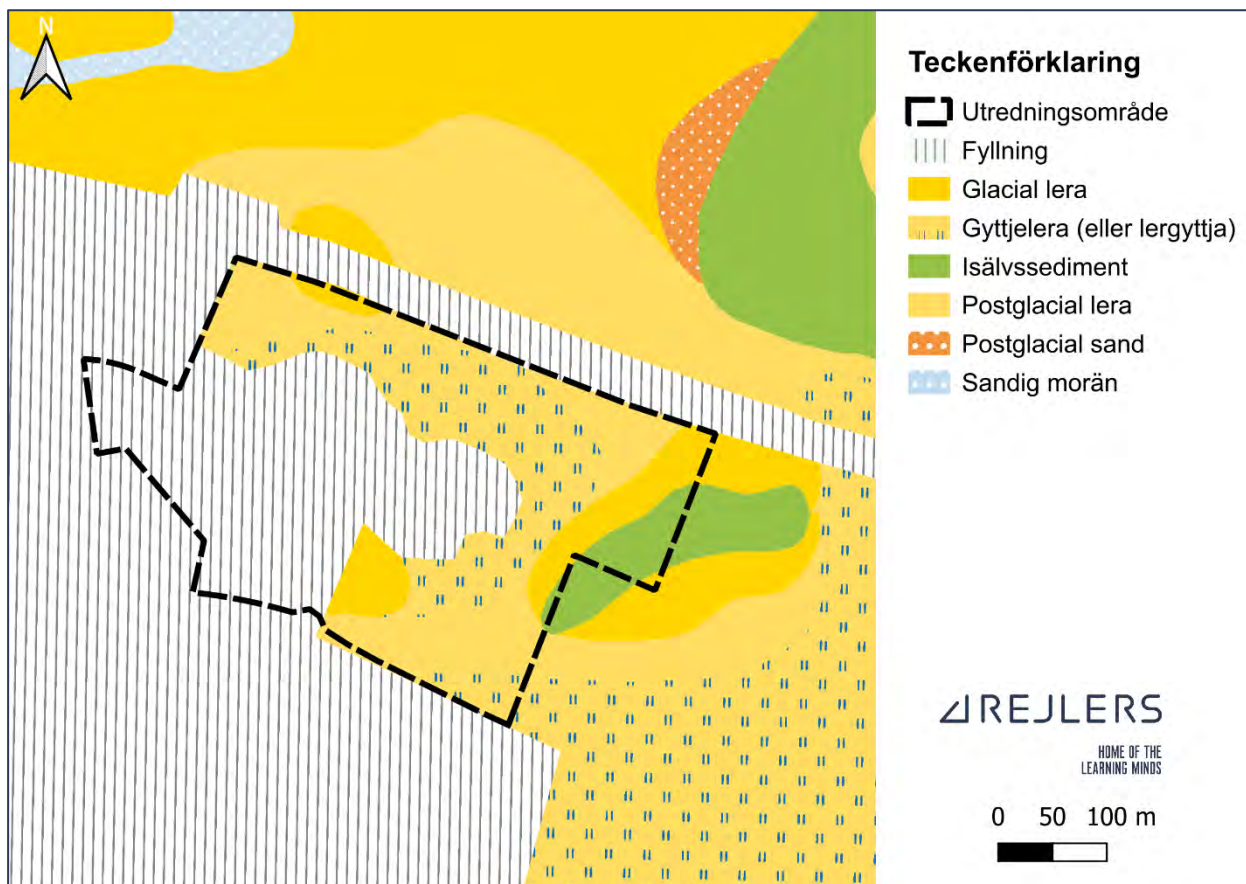 N
Teckenförklaring
Utredningsområde
Fyllning
Glacial lera
Gyttjelera (eller lergyttja)
Isälvssediment
Postglacial lera
Postglacial sand
Sandig morän
REJLERS
HOME OF THE
LEARNING MINDS
0 50 100 m